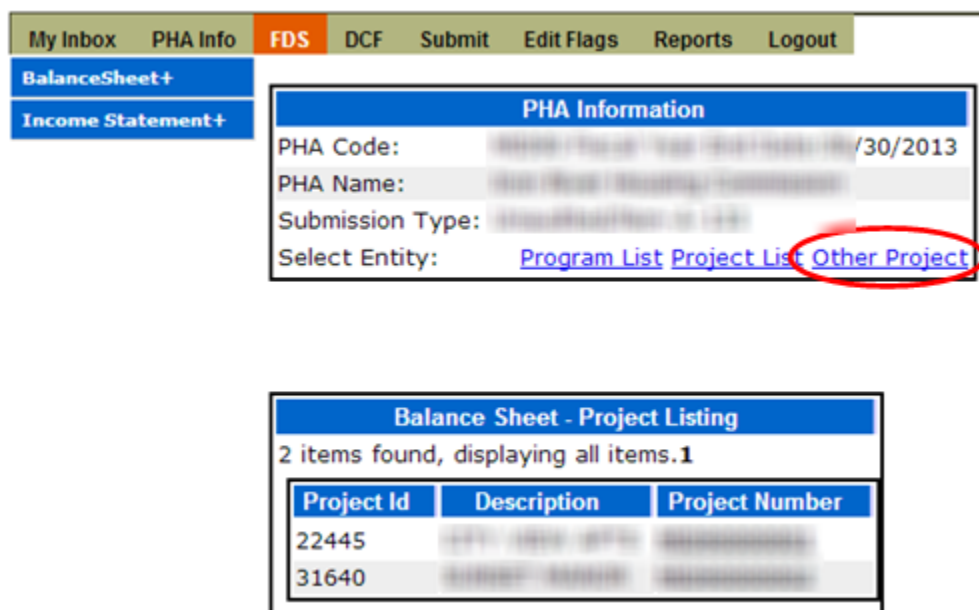 My Inbox PHA Info FDS DCF Submit Edit Flags Reports Logout
BalanceSheet+
Income Statement+
PHA Information
PHA Code: /30/2013
PHA Name:
Submission Type:
Select Entity: Program List Project List Other Project
Balance Sheet - Project Listing
2 items found, displaying all items.1
Project Id Description Project Number
22445
31640